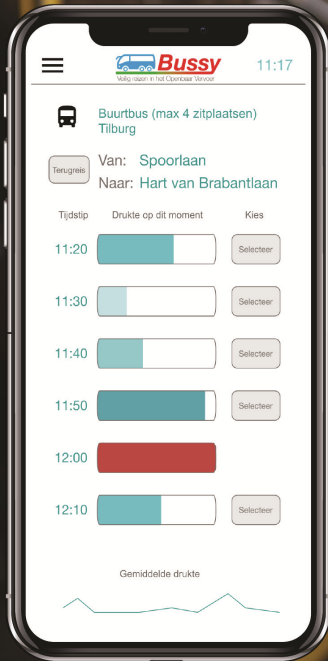 Bussy
Veilig reizen in het Openbaar Vervoer
11:17
Buurtbus (max 4 zitplaatsen)
Tilburg
Terugreis
Van: Spoorlaan
Naar: Hart van Brabantlaan
Tijdstip Drukte op dit moment Kies
11:20 Selecteer
11:30 Selecteer
11:40 Selecteer
11:50 Selecteer
12:00
12:10 Selecteer
Gemiddelde drukte